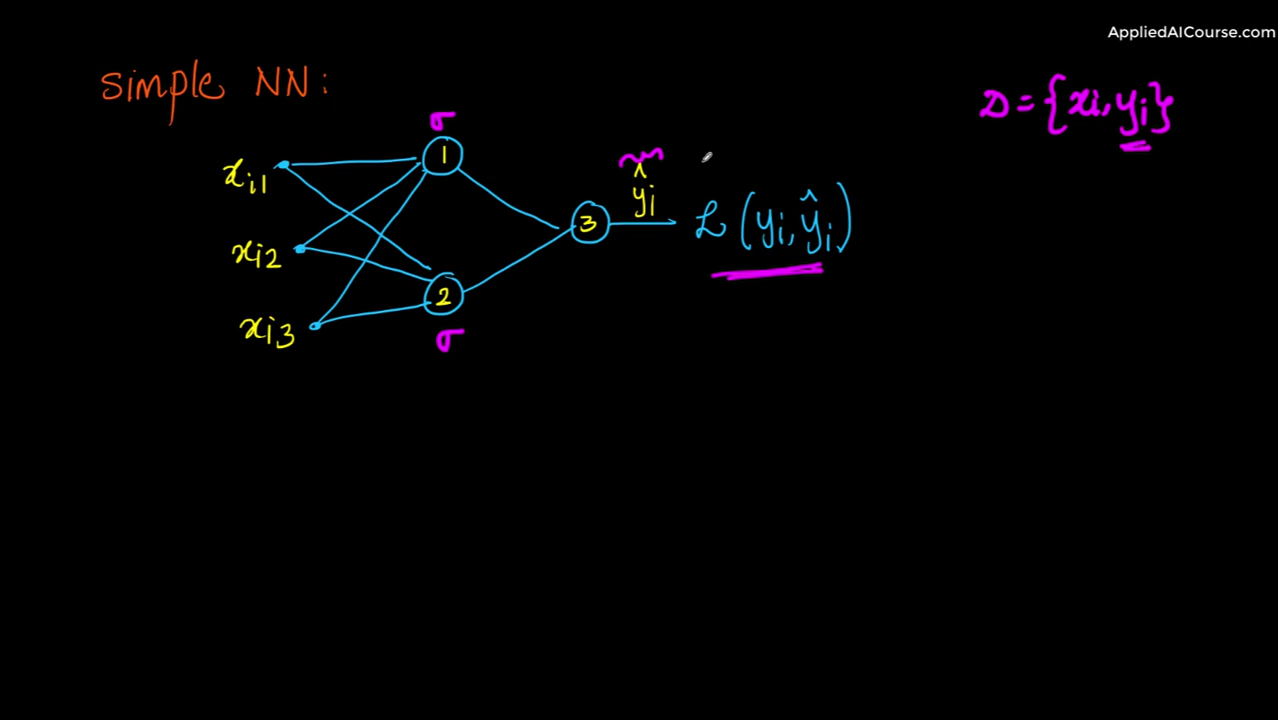 AppliedAICourse.com
Simple NN:
D = {xi, yi}
σ
xi1
1
ŷi
L (yi, ŷi)
3
xi2
2
xi3
σ